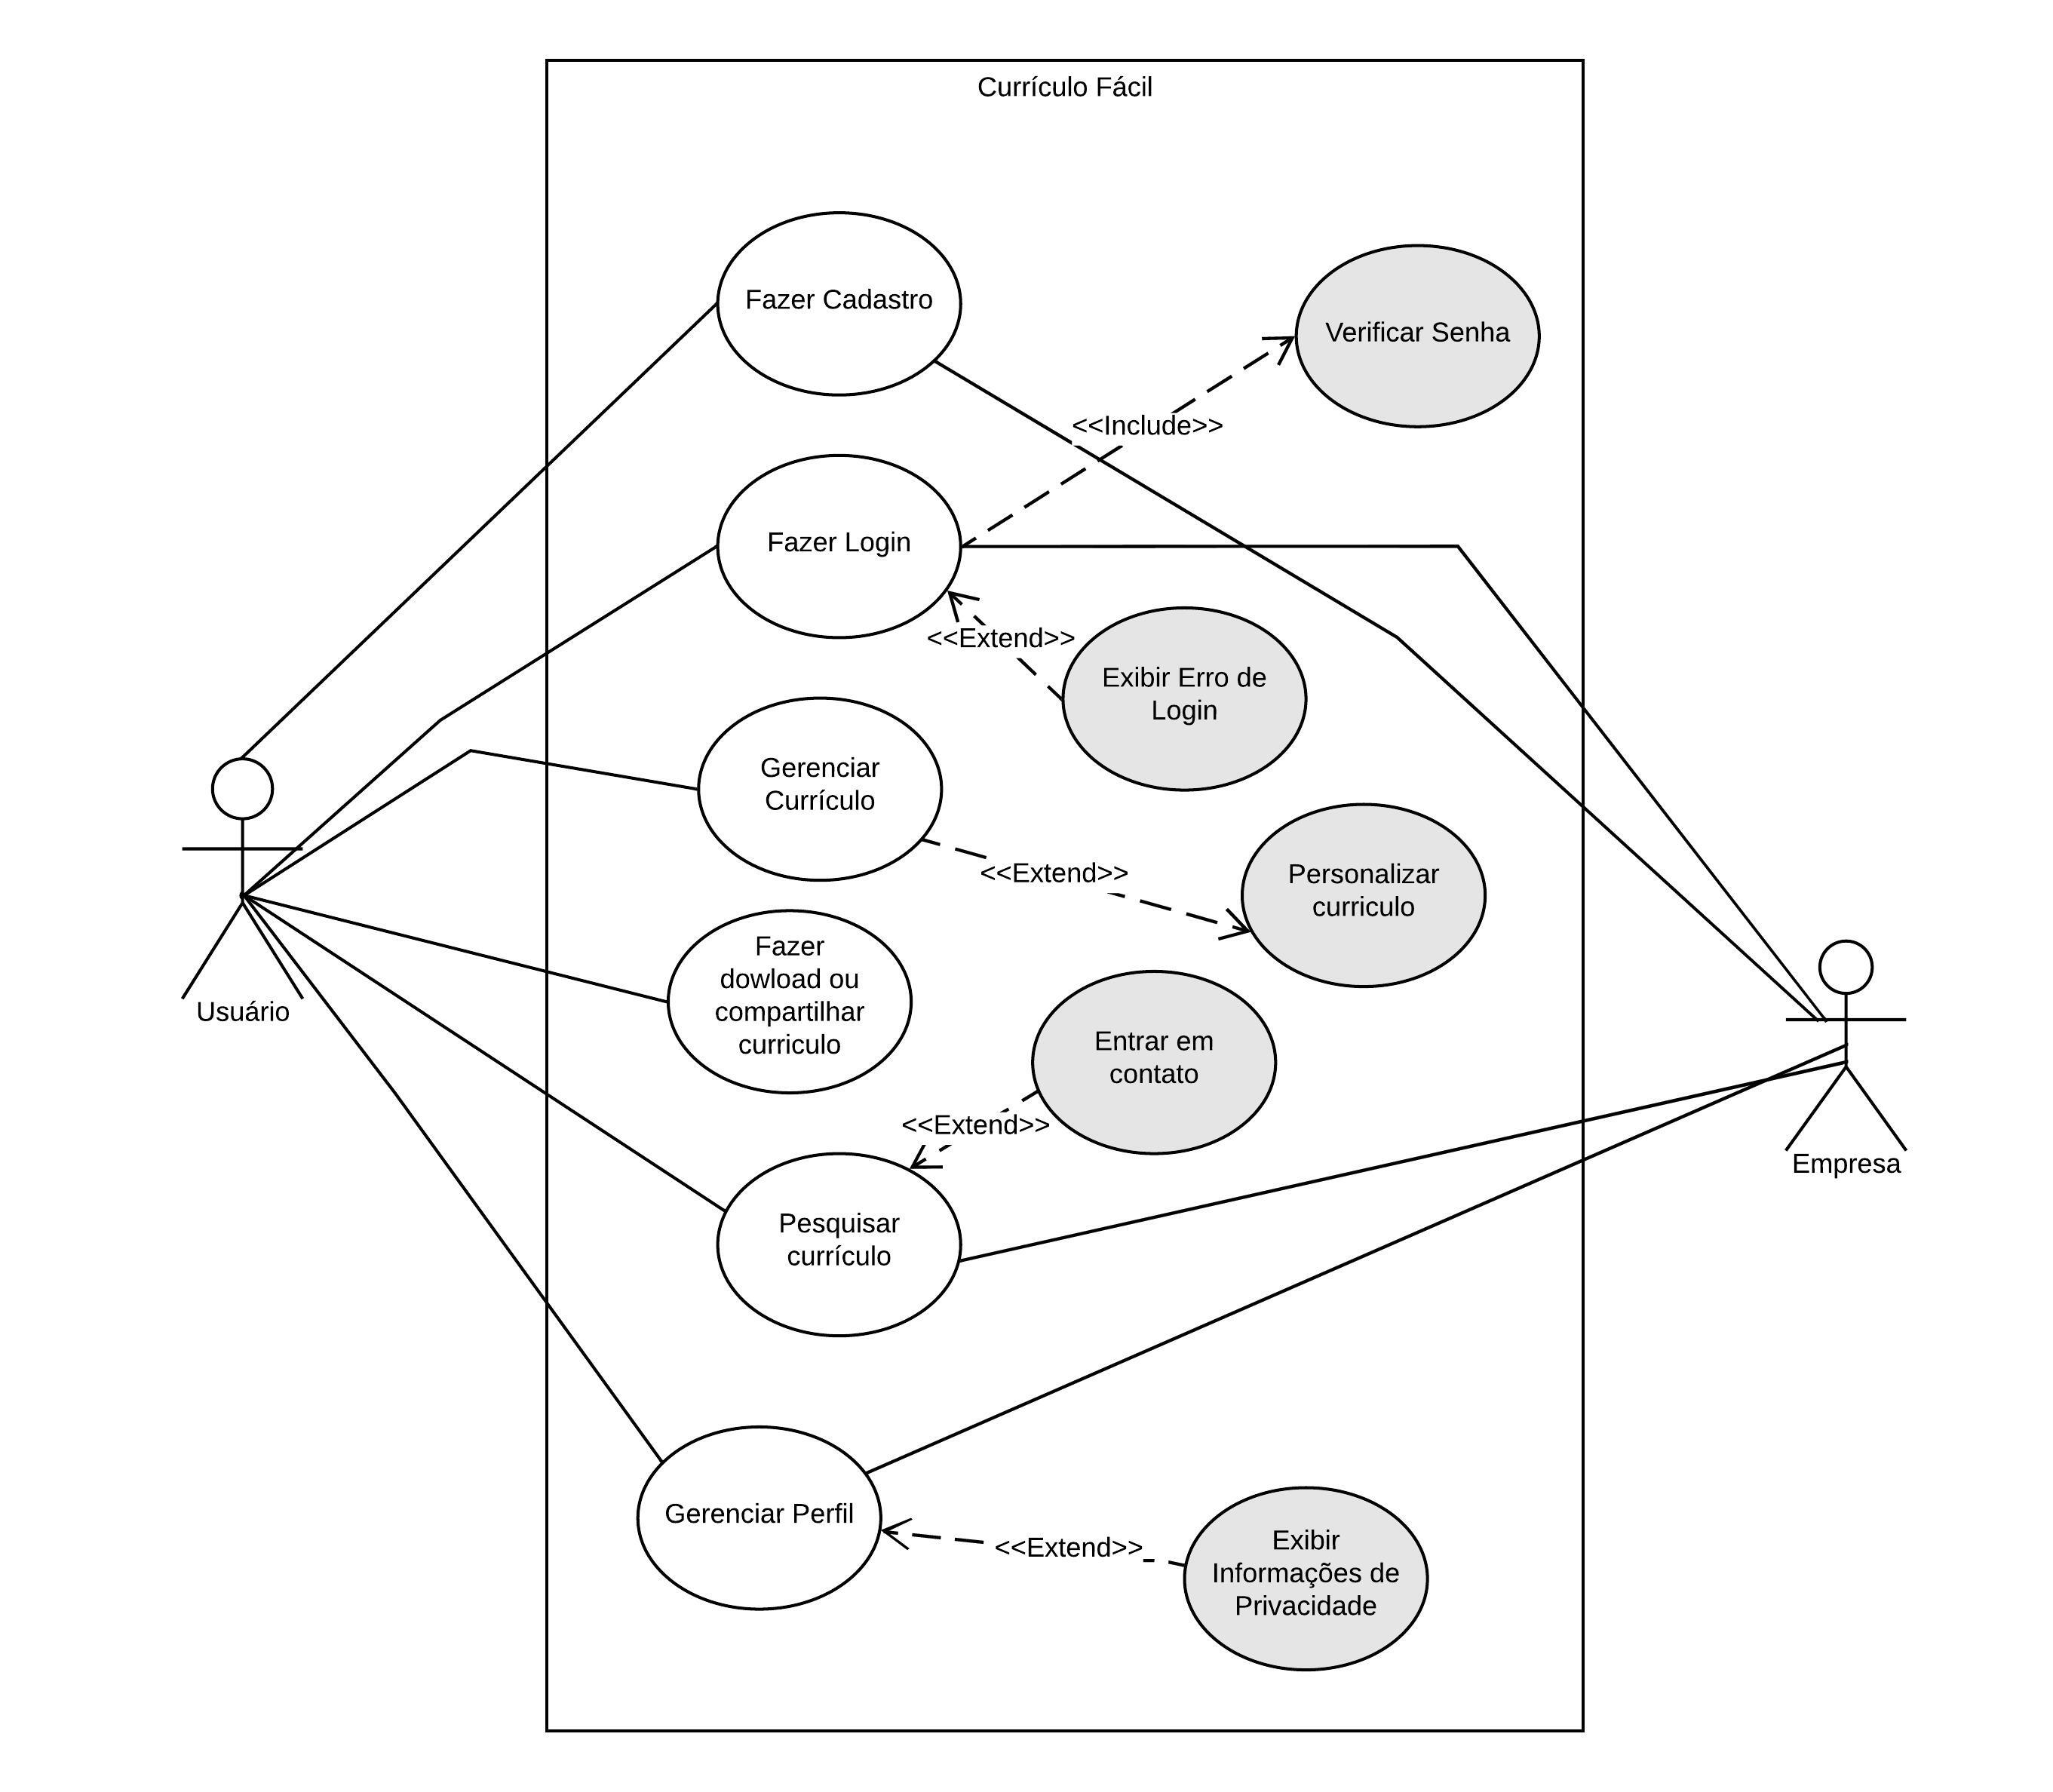 Currículo Fácil
Fazer Cadastro
Verificar Senha
<<Include>>
Fazer Login
<<Extend>>
Exibir Erro de
Login
Gerenciar
Currículo
<<Extend>>
Personalizar
curriculo
Fazer
dowload ou
compartilhar
curriculo
Usuário
Entrar em
contato
<<Extend>>
Empresa
Pesquisar
currículo
Gerenciar Perfil
<<Extend>>
Exibir
Informações de
Privacidade